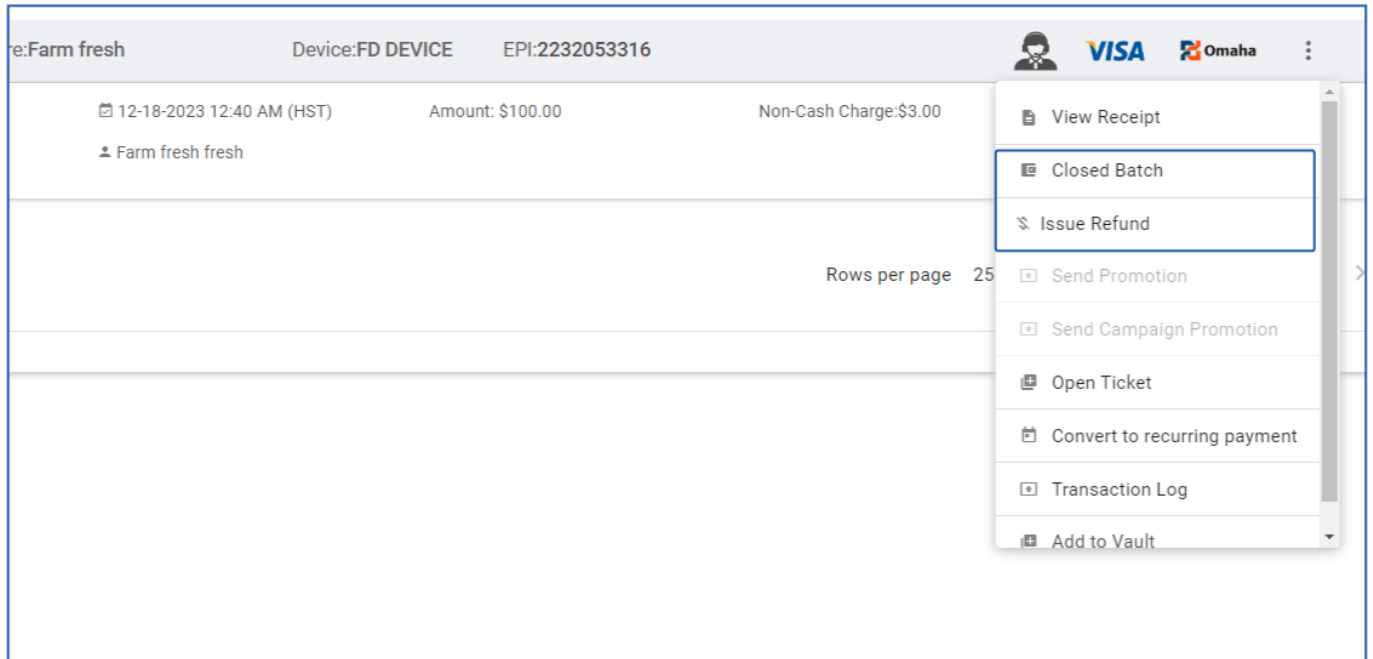 re:Farm fresh Device:FD DEVICE EPI:2232053316 VISA Omaha
12-18-2023 12:40 AM (HST) Amount: $100.00 Non-Cash Charge:$3.00
Farm fresh fresh
View Receipt
Closed Batch
Issue Refund
Rows per page 25
Send Promotion
Send Campaign Promotion
Open Ticket
Convert to recurring payment
Transaction Log
Add to Vault